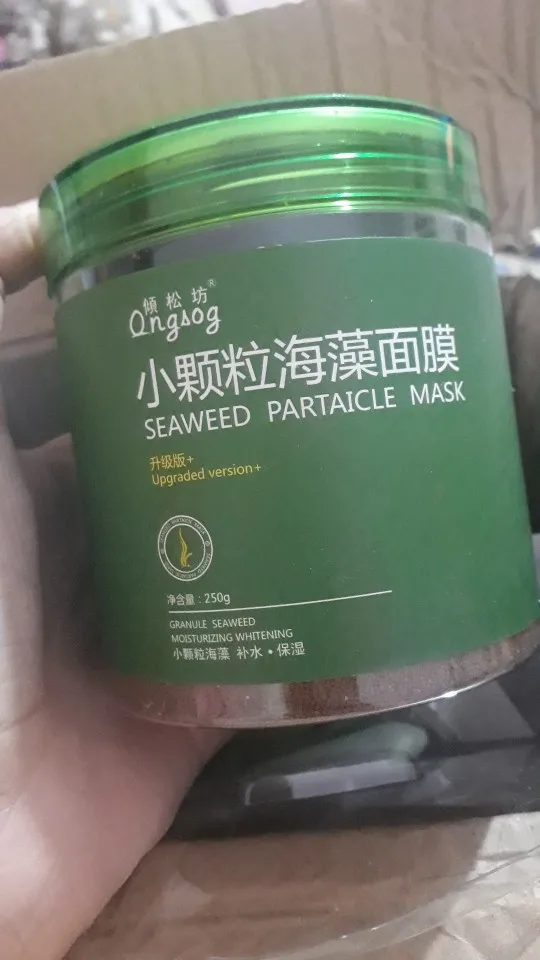 傾松坊®
Qngsog
小颗粒海藻面膜
SEAWEED PARTAICLE MASK
升级版+
Upgraded version+
净含量：250g
GRANULE SEAWEED
MOISTURIZING WHITENING
小颗粒海藻 补水·保湿